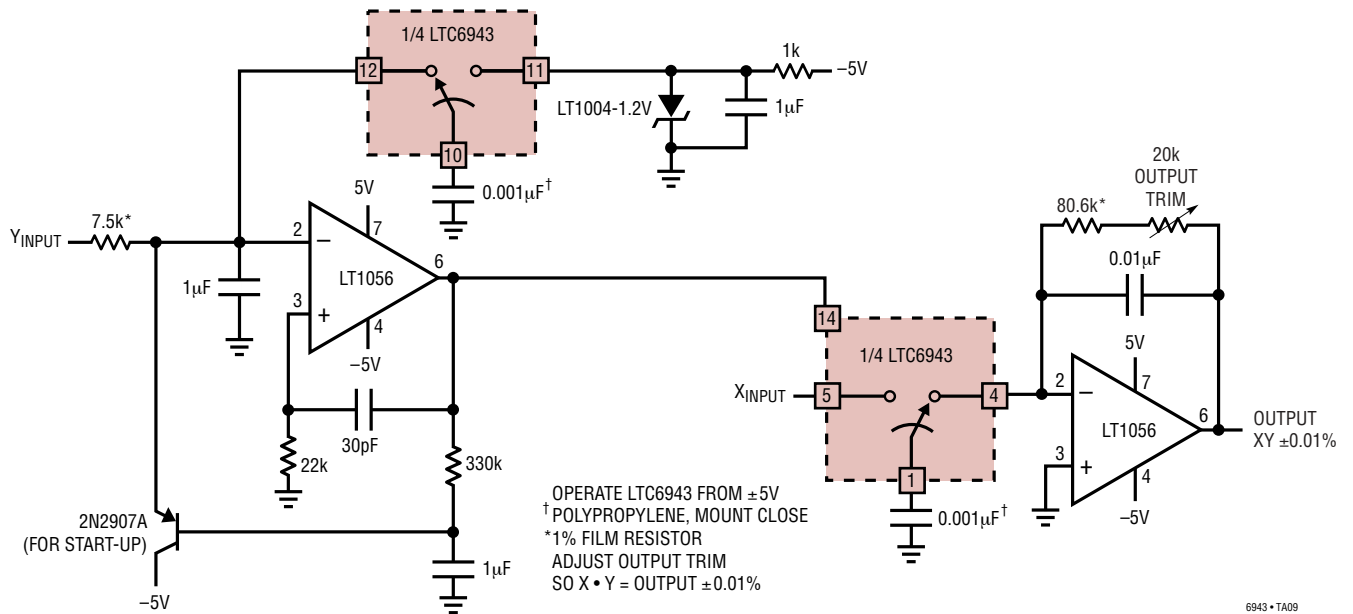 1/4 LTC6943
12
11
10
1k
–5V
LT1004-1.2V
1µF
0.001µF†
5V
7.5k*
YINPUT
2
–
7
6
LT1056
3
+
4
–5V
1µF
30pF
22k
330k
2N2907A
(FOR START-UP)
–5V
1µF
14
1/4 LTC6943
XINPUT
5
4
1
0.001µF†
20k
OUTPUT
TRIM
80.6k*
0.01µF
5V
2
–
7
6
LT1056
3
+
4
–5V
OUTPUT
XY ±0.01%
OPERATE LTC6943 FROM ±5V
†POLYPROPYLENE, MOUNT CLOSE
*1% FILM RESISTOR
ADJUST OUTPUT TRIM
SO X • Y = OUTPUT ±0.01%
6943 • TA09